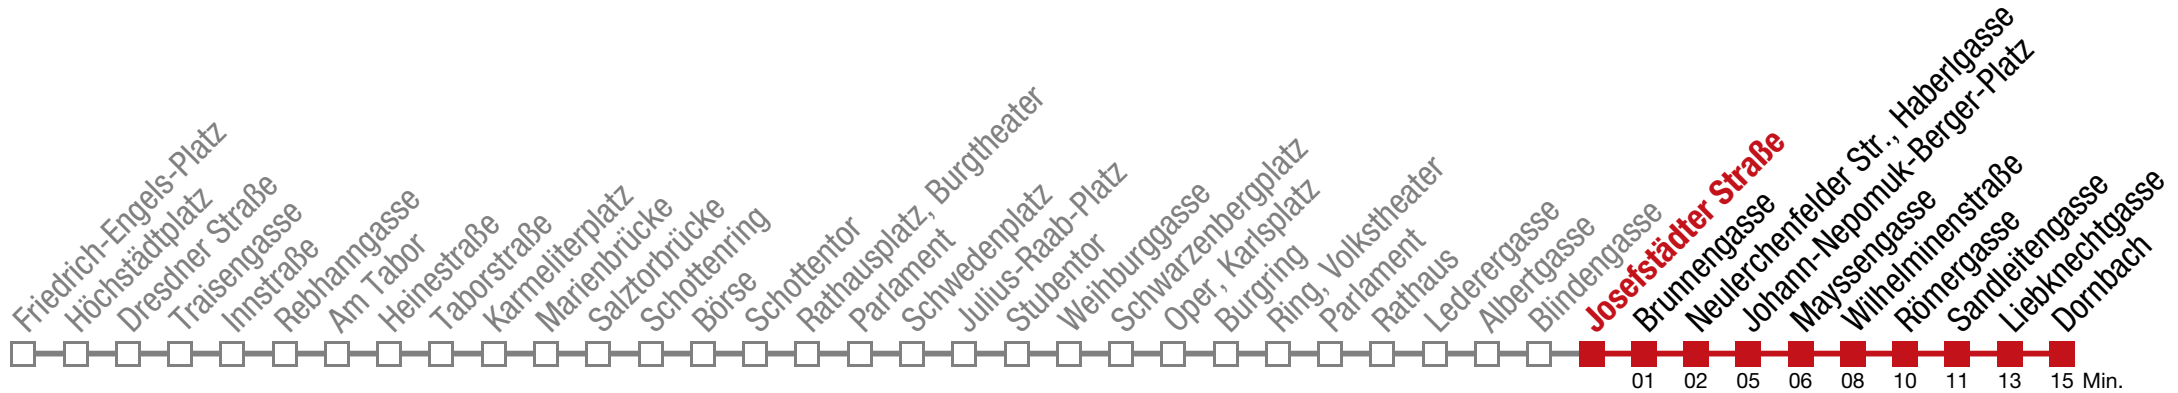 Friedrich-Engels-Platz
Höchstädtplatz
Dresdner Straße
Traisengasse
Innstraße
Rebhanngasse
Am Tabor
Heinestraße
Taborstraße
Karmeliterplatz
Marienbrücke
Salztorbrücke
Schottenring
Börse
Schottentor
Rathausplatz, Burgtheater
Parlament
Schwedenplatz
Julius-Raab-Platz
Stubentor
Weihburggasse
Schwarzenbergplatz
Oper, Karlsplatz
Burgring
Ring, Volkstheater
Parlament
Rathaus
Lederergasse
Albertgasse
Blindengasse
Josefstädter Straße
Brunnengasse
Neulerchenfelder Str., Haberlgasse
Johann-Nepomuk-Berger-Platz
Mayssengasse
Wilhelminenstraße
Römergasse
Sandleitengasse
Liebknechtgasse
Dornbach
01 02 05 06 08 10 11 13 15 Min.